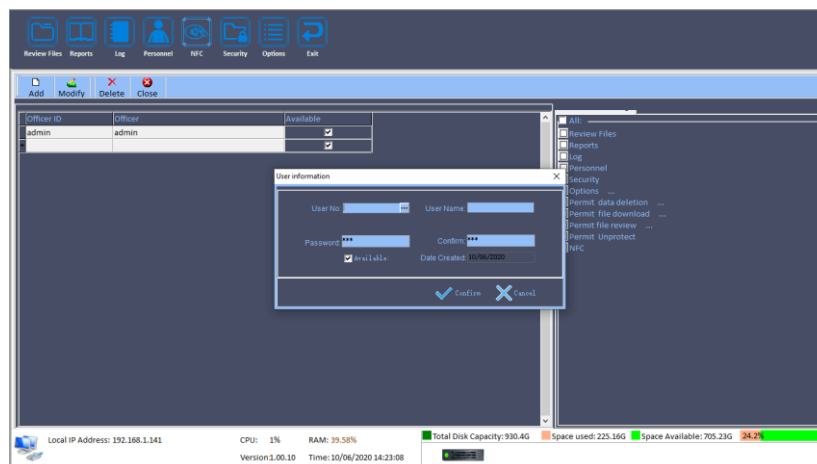 Review Files Reports Log Personnel NFC Security Options Exit
Add Modify Delete Close
Officer ID Officer Available
admin admin
All:
Review Files
Reports
Log
Personnel
Security
Options ...
Permit data deletion ...
Permit file download ...
Permit file review ...
Permit Unprotect
NFC
User information
User No: ... User Name:
Password: *** Confirm: ***
Available: Date Created: 10/06/2020
Confirm Cancel
Local IP Address: 192.168.1.141 CPU: 1% RAM: 39.58% Total Disk Capacity: 930.4G Space used: 225.16G Space Available: 705.23G 24.2%
Version:1.00.10 Time: 10/06/2020 14:23:08